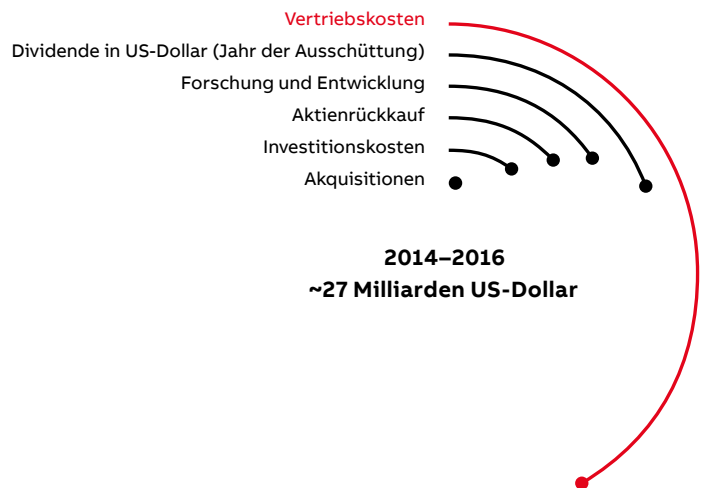 Vertriebskosten
Dividende in US-Dollar (Jahr der Ausschüttung)
Forschung und Entwicklung
Aktienrückkauf
Investitionskosten
Akquisitionen
2014–2016
~27 Milliarden US-Dollar